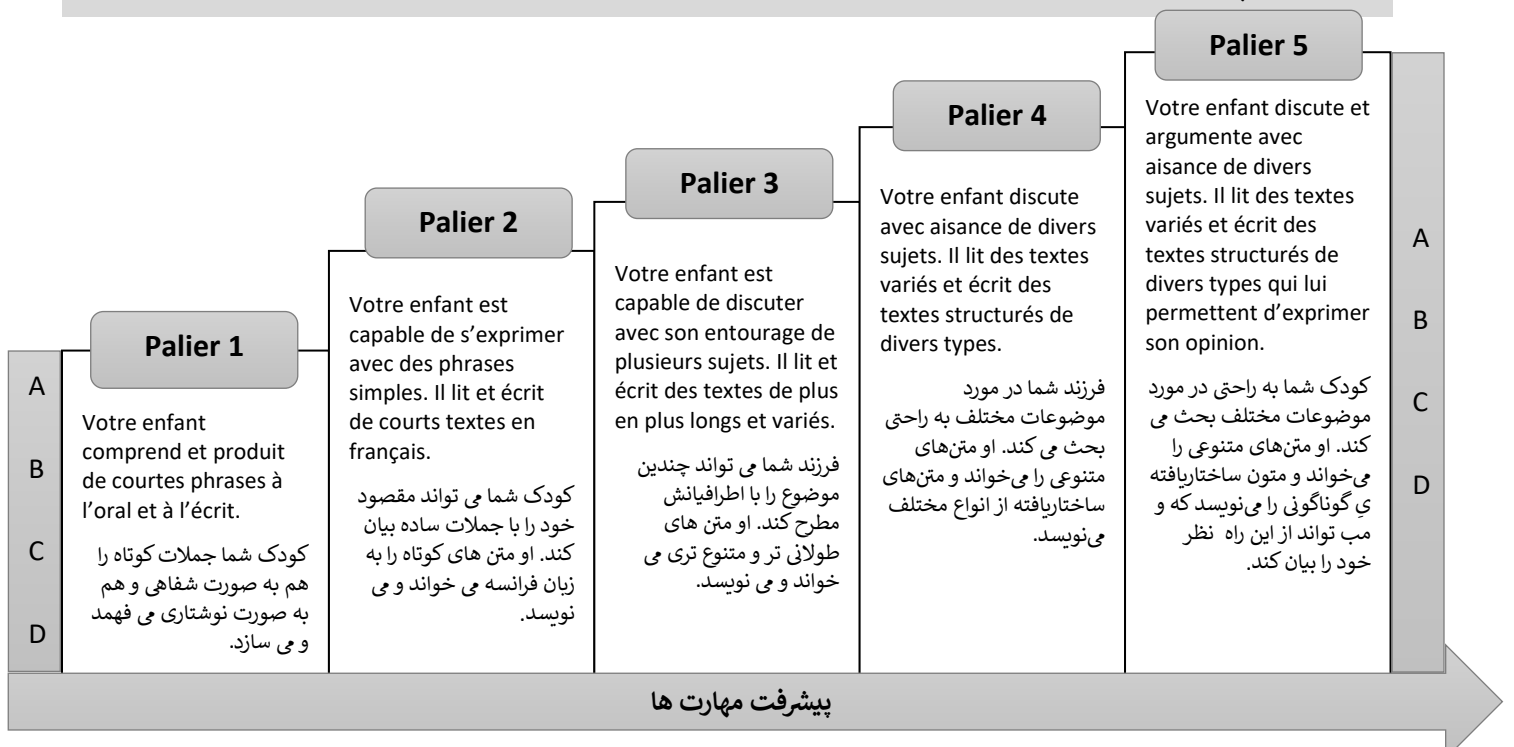 Palier 1
Votre enfant
comprend et produit
de courtes phrases à
l’oral et à l’écrit.
کودک شما جملات کوتاه را
هم به صورت شفاهی و هم
به صورت نوشتاری می فهمد
و می سازد.
Palier 2
Votre enfant est
capable de s’exprimer
avec des phrases
simples. Il lit et écrit
de courts textes en
français.
کودک شما می تواند مقصود
خود را با جملات ساده بیان
کند. او متن های کوتاه را به
زبان فرانسه می خواند و می
نویسد.
Palier 3
Votre enfant est
capable de discuter
avec son entourage de
plusieurs sujets. Il lit et
écrit des textes de plus
en plus longs et variés.
فرزند شما می تواند چندین
موضوع را با اطرافیانش
مطرح کند. او متن های
طولانی تر و متنوع تری می
خواند و می نویسد.
Palier 4
Votre enfant discute
avec aisance de divers
sujets. Il lit des textes
variés et écrit des
textes structurés de
divers types.
فرزند شما در مورد
موضوعات مختلف به راحتی
بحث می کند. او متن‌های
متنوعی را می‌خواند و متن‌های
ساختاریافته از انواع مختلف
می‌نویسد.
Palier 5
Votre enfant discute et
argumente avec
aisance de divers
sujets. Il lit des textes
variés et écrit des
textes structurés de
divers types qui lui
permettent d’exprimer
son opinion.
کودک شما به راحتی در مورد
موضوعات مختلف بحث می
کند. او متن‌های متنوعی را
می‌خواند و متون ساختاریافته
یِ گوناگونی را می‌نویسد که و
مب تواند از این راه نظر
خود را بیان کند.
A
B
C
D
A
B
C
D
پیشرفت مهارت ها